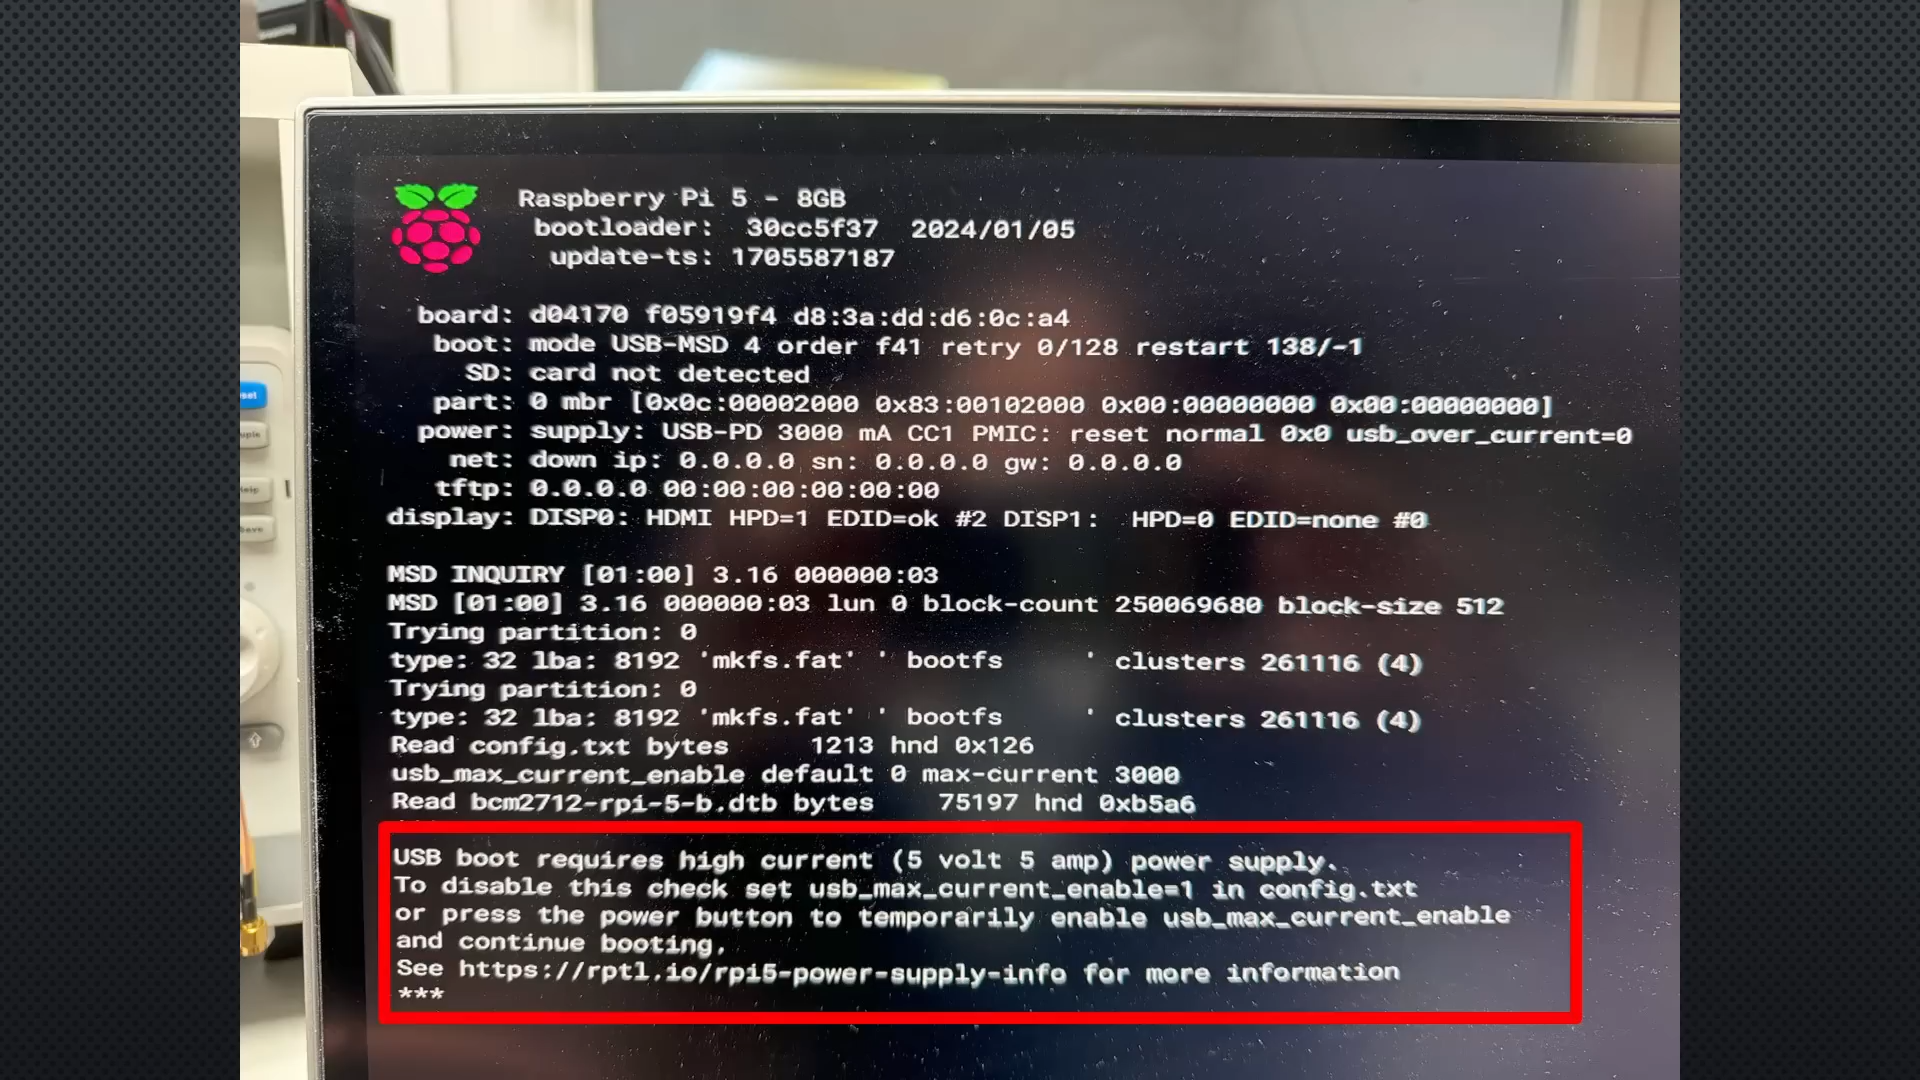 Raspberry Pi 5 - 8GB
bootloader: 30cc5f37 2024/01/05
update-ts: 1705587187
board: d04170 f05919f4 d8:3a:dd:d6:0c:a4
boot: mode USB-MSD 4 order f41 retry 0/128 restart 138/-1
SD: card not detected
part: 0 mbr [0x0c:00002000 0x83:00102000 0x00:00000000 0x00:00000000]
power: supply: USB-PD 3000 mA CC1 PMIC: reset normal 0x0 usb_over_current=0
net: down ip: 0.0.0.0 sn: 0.0.0.0 gw: 0.0.0.0
tftp: 0.0.0.0 00:00:00:00:00:00
display: DISP0: HDMI HPD=1 EDID=ok #2 DISP1: HPD=0 EDID=none #0
MSD INQUIRY [01:00] 3.16 000000:03
MSD [01:00] 3.16 000000:03 lun 0 block-count 250069680 block-size 512
Trying partition: 0
type: 32 lba: 8192 'mkfs.fat' ' bootfs ' clusters 261116 (4)
Trying partition: 0
type: 32 lba: 8192 'mkfs.fat' ' bootfs ' clusters 261116 (4)
Read config.txt bytes 1213 hnd 0x126
usb_max_current_enable default 0 max-current 3000
Read bcm2712-rpi-5-b.dtb bytes 75197 hnd 0xb5a6
USB boot requires high current (5 volt 5 amp) power supply.
To disable this check set usb_max_current_enable=1 in config.txt
or press the power button to temporarily enable usb_max_current_enable
and continue booting.
See https://rptl.io/rpi5-power-supply-info for more information
***